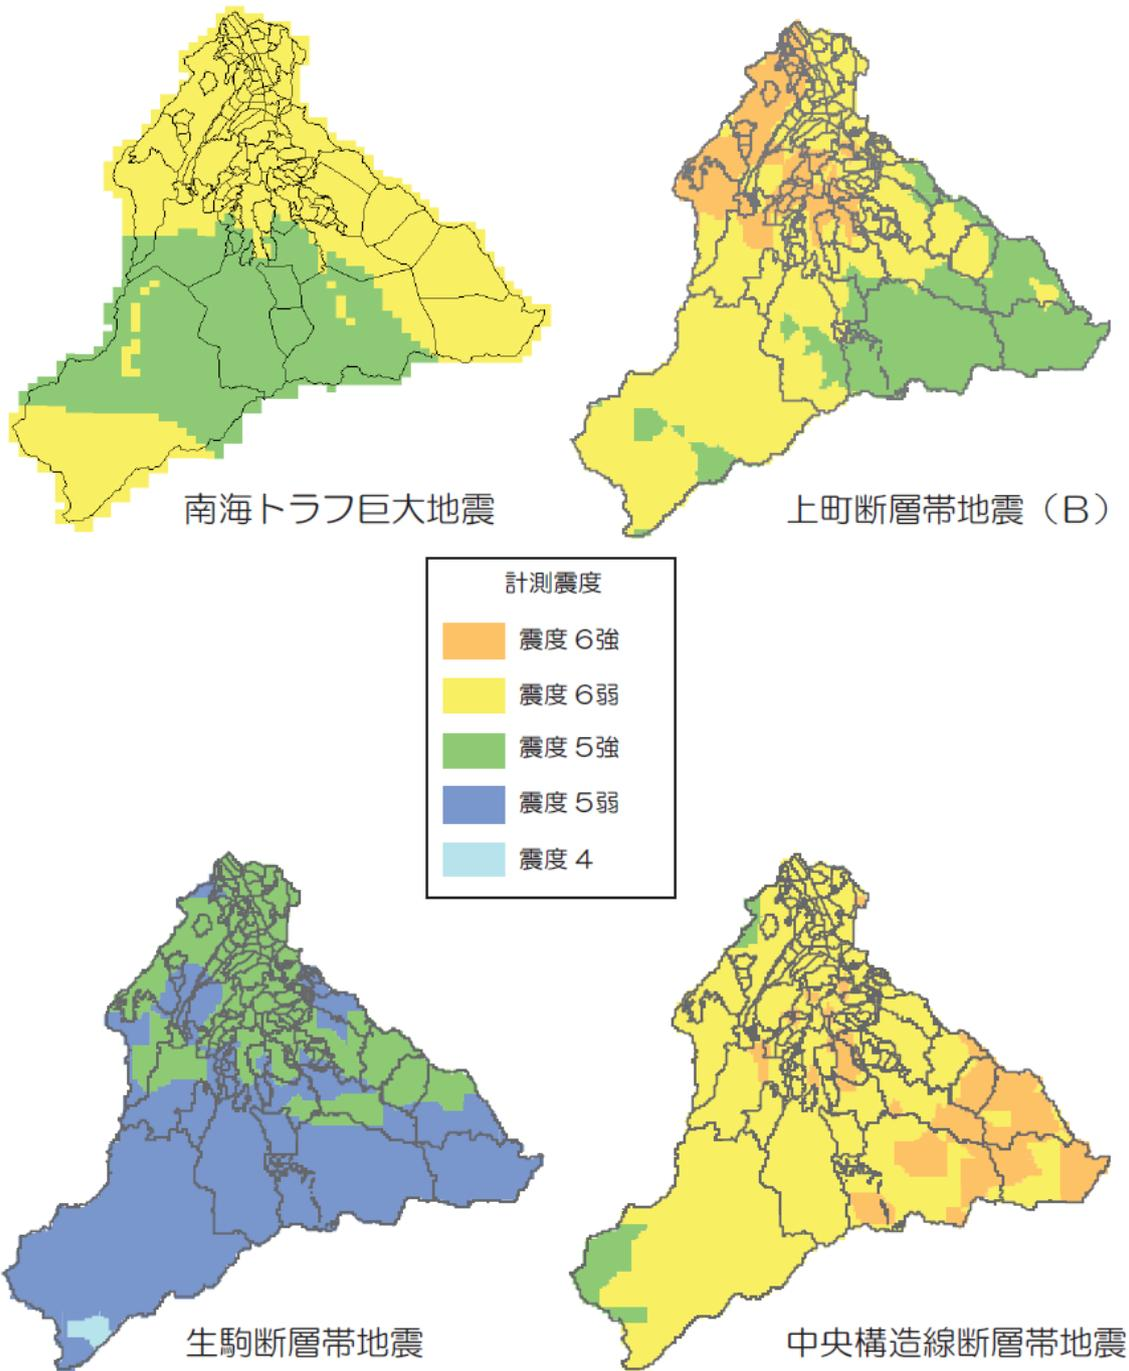 南海トラフ巨大地震
上町断層帯地震（B）
計測震度
震度6強
震度6弱
震度5強
震度5弱
震度4
生駒断層帯地震
中央構造線断層帯地震